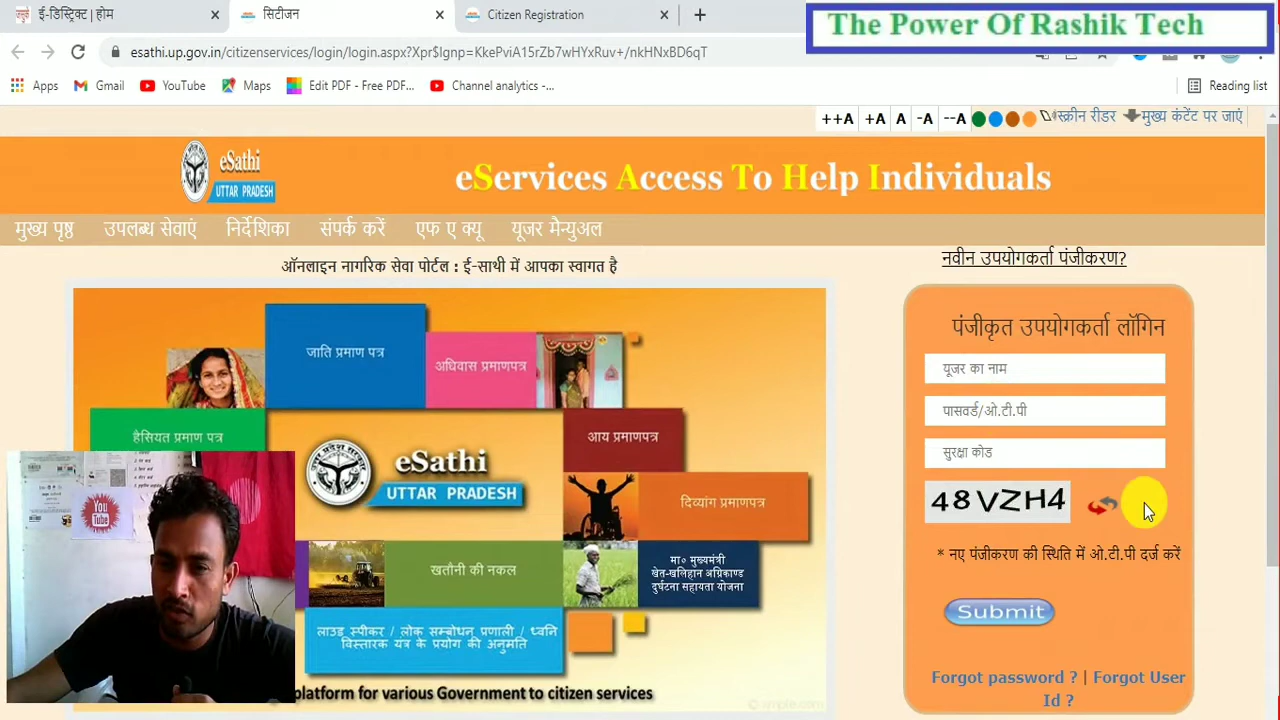 ई-डिस्ट्रिक्ट | होम
सिटीजन
Citizen Registration
The Power Of Rashik Tech
esathi.up.gov.in/citizenservices/login/login.aspx?Xpr$lgnp=KkePviA15rZb7wHYxRuv+/nkHNxBD6qT
Apps
Gmail
YouTube
Maps
Edit PDF - Free PDF...
Channel analytics -...
Reading list
++A +A A -A --A
स्क्रीन रीडर
मुख्य कंटेंट पर जाएं
eSathi
UTTAR PRADESH
eServices Access To Help Individuals
मुख्य पृष्ठ
उपलब्ध सेवाएं
निर्देशिका
संपर्क करें
एफ ए क्यू
यूजर मैन्युअल
ऑनलाइन नागरिक सेवा पोर्टल : ई-साथी में आपका स्वागत है
नवीन उपयोगकर्ता पंजीकरण?
जाति प्रमाण पत्र
अधिवास प्रमाणपत्र
हैसियत प्रमाण पत्र
आय प्रमाणपत्र
eSathi
UTTAR PRADESH
दिव्यांग प्रमाणपत्र
खतौनी की नकल
मा० मुख्यमंत्री
खेत-खलिहान अग्निकाण्ड
दुर्घटना सहायता योजना
लाउड स्पीकर / लोक सम्बोधन प्रणाली / ध्वनि
विस्तारक यंत्र के प्रयोग की अनुमति
platform for various Government to citizen services
पंजीकृत उपयोगकर्ता लॉगिन
यूजर का नाम
पासवर्ड/ओ.टी.पी
सुरक्षा कोड
48VZH4
* नए पंजीकरण की स्थिति में ओ.टी.पी दर्ज करें
Submit
Forgot password ? | Forgot User
Id ?
You
Tube